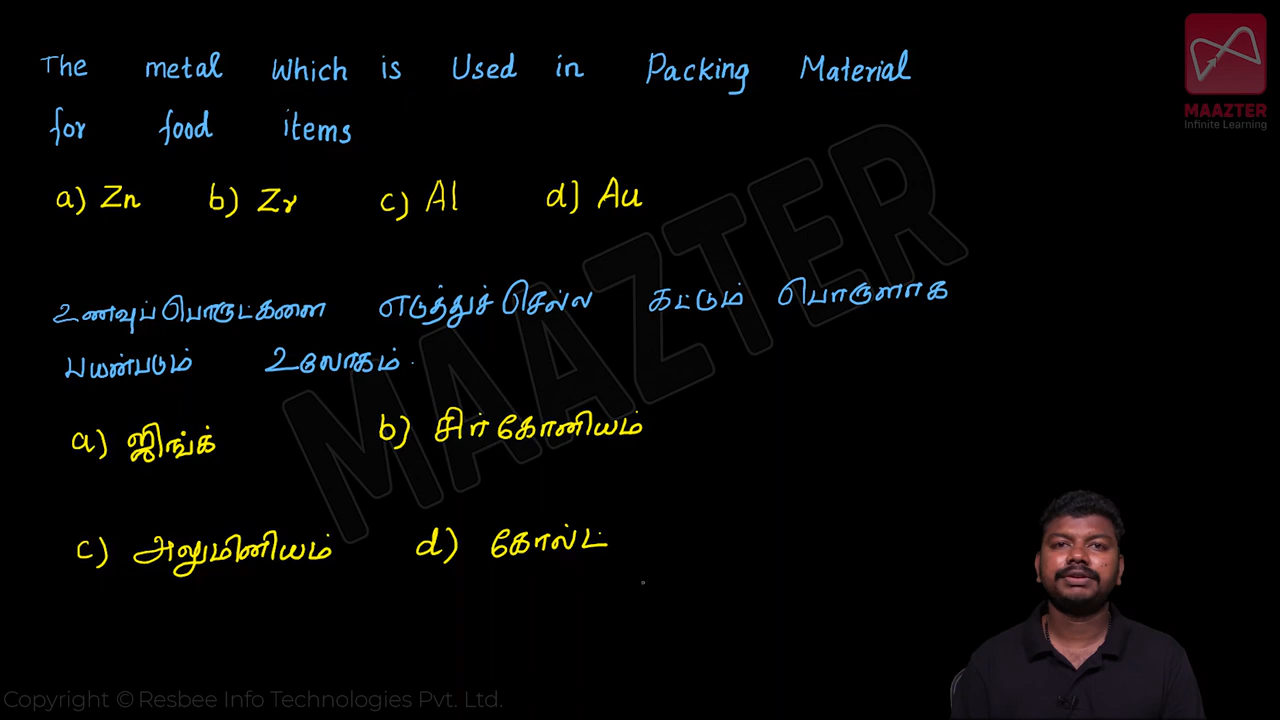 The metal Which is Used in Packing Material
for food items
a) Zn b) Zr c) Al d) Au
உணவுப் பொருட்களை எடுத்துச் செல்ல கட்டும் பொருளாக
பயன்படும் உலோகம்.
a) ஜிங்க் b) சிர்கோனியம்
c) அலுமினியம் d) கோல்ட்
MAAZTER
MAAZTER
Infinite Learning
Copyright © Resbee Info Technologies Pvt. Ltd.